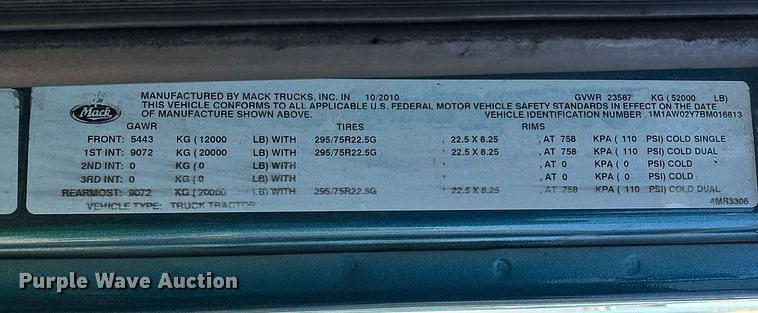 MANUFACTURED BY MACK TRUCKS, INC. IN 10/2010 GVWR 23587 KG (52000 LB)
THIS VEHICLE CONFORMS TO ALL APPLICABLE U.S. FEDERAL MOTOR VEHICLE SAFETY STANDARDS IN EFFECT ON THE DATE
Mack
OF MANUFACTURE SHOWN ABOVE. VEHICLE IDENTIFICATION NUMBER 1M1AW02Y7BM016813
GAWR TIRES RIMS
FRONT: 5443 KG (12000 LB) WITH 295/75R22.5G , 22.5 X 8.25 , AT 758 KPA ( 110 PSI) COLD SINGLE
1ST INT: 9072 KG (20000 LB) WITH 295/75R22.5G , 22.5 X 8.25 , AT 758 KPA ( 110 PSI) COLD DUAL
2ND INT: 0 KG ( 0 LB) WITH , , AT 0 KPA ( 0 PSI) COLD
3RD INT: 0 KG ( 0 LB) WITH , , AT 0 KPA ( 0 PSI) COLD
REARMOST: 9072 KG ( 20000 LB) WITH 295/75R22.5G , 22.5 X 8.25 , AT 758 KPA ( 110 PSI) COLD DUAL
VEHICLE TYPE: TRUCK TRACTOR 4MR3306
Purple Wave Auction